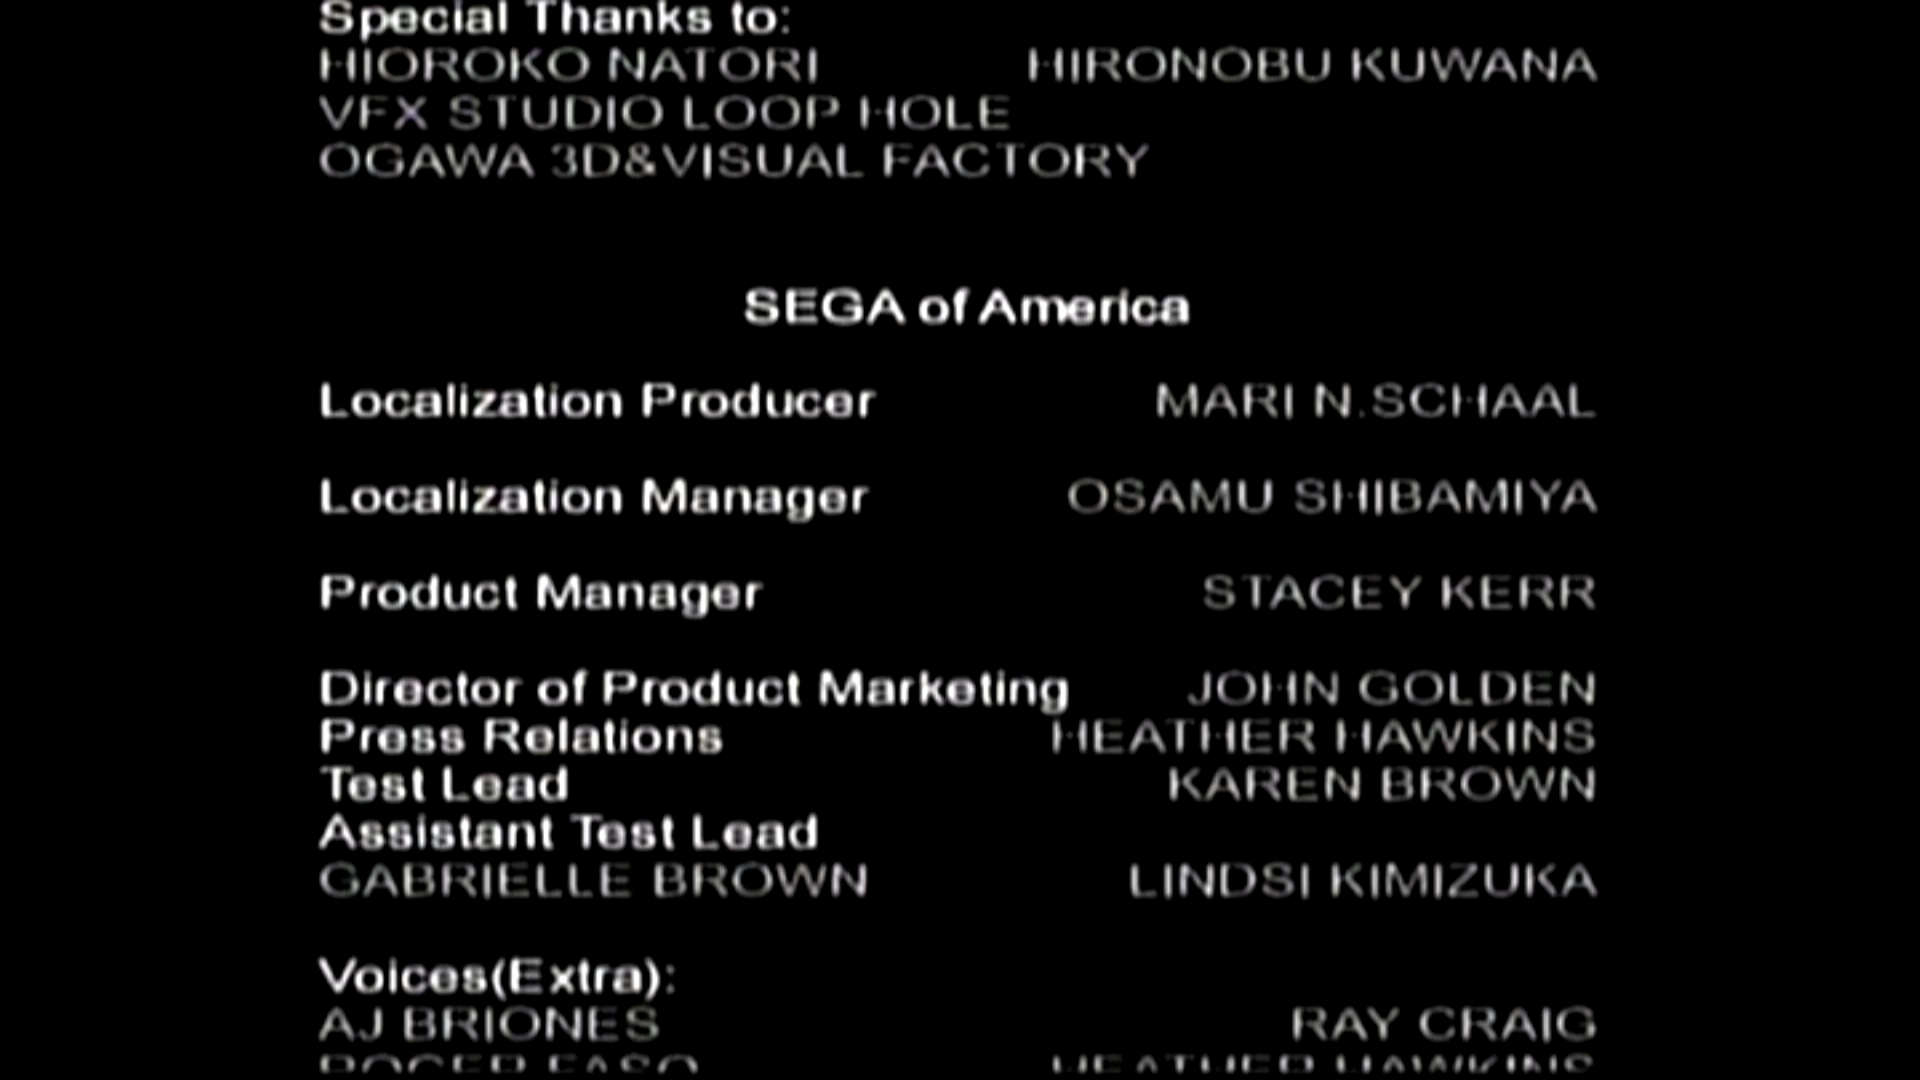 Special Thanks to:
HIOROKO NATORI HIRONOBU KUWANA
VFX STUDIO LOOP HOLE
OGAWA 3D&VISUAL FACTORY
SEGA of America
Localization Producer MARI N.SCHAAL
Localization Manager OSAMU SHIBAMIYA
Product Manager STACEY KERR
Director of Product Marketing JOHN GOLDEN
Press Relations HEATHER HAWKINS
Test Lead KAREN BROWN
Assistant Test Lead
GABRIELLE BROWN LINDSI KIMIZUKA
Voices(Extra):
AJ BRIONES RAY CRAIG
HEATHER HAWKINS